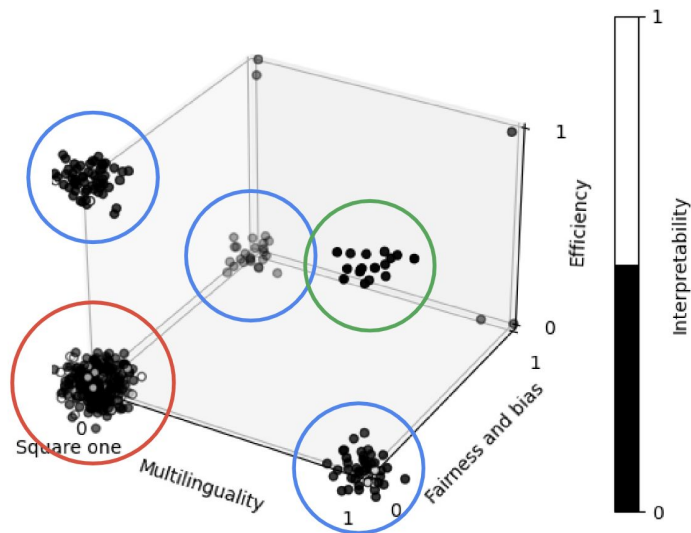 1
1
Efficiency
Interpretability
0
1
0
Square one
Multilinguality
Fairness and bias
0
1
0